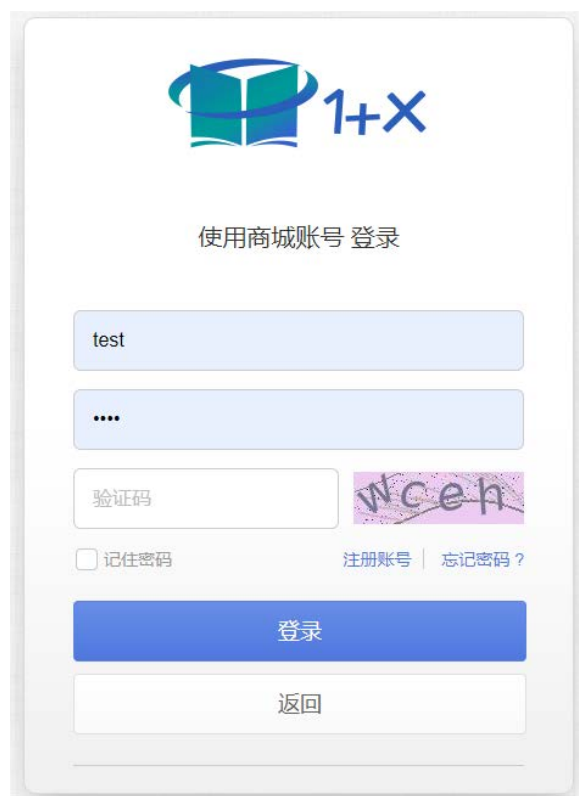 1+X
使用商城账号 登录
test
••••
验证码
wceh
记住密码
注册账号 | 忘记密码？
登录
返回